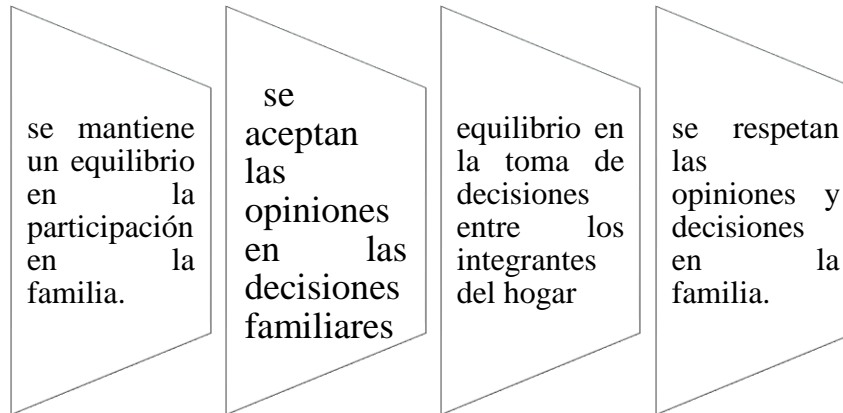 se mantiene
un equilibrio
en la
participación
en la
familia.
se
aceptan
las
opiniones
en las
decisiones
familiares
equilibrio en
la toma de
decisiones
entre los
integrantes
del hogar
se respetan
las
opiniones y
decisiones
en la
familia.